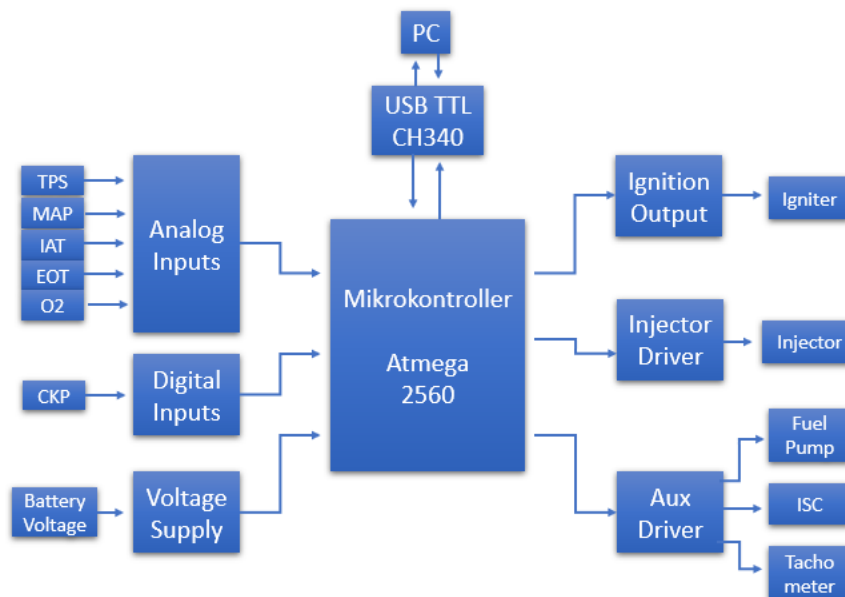 PC
USB TTL
CH340
TPS
MAP
IAT
EOT
O2
Analog
Inputs
CKP
Digital
Inputs
Battery
Voltage
Voltage
Supply
Mikrokontroller
Atmega
2560
Ignition
Output
Igniter
Injector
Driver
Injector
Aux
Driver
Fuel
Pump
ISC
Tacho
meter